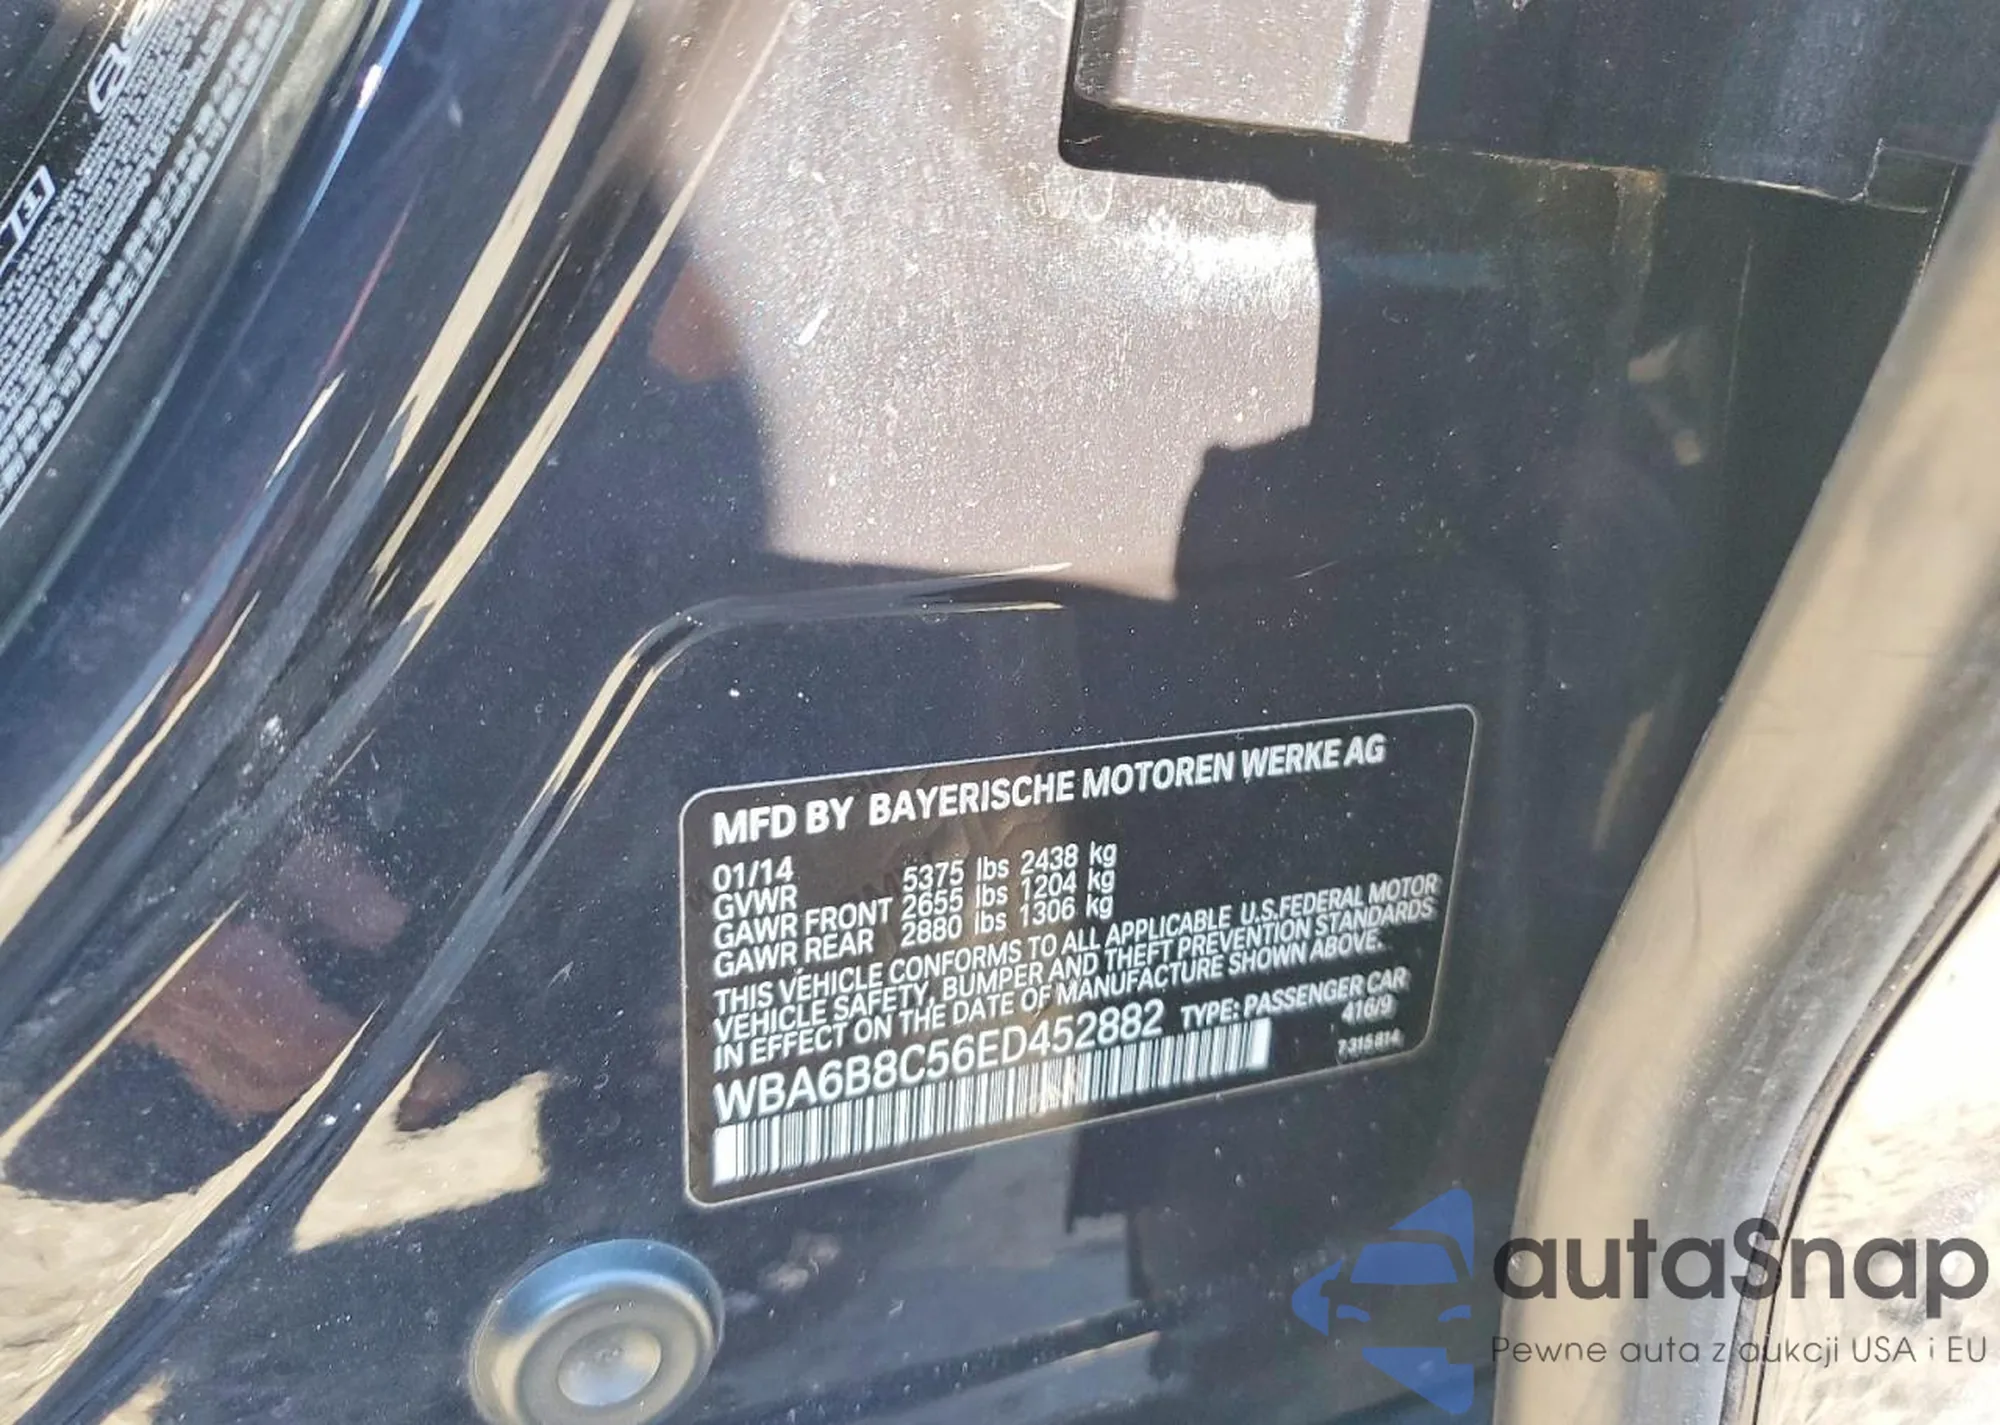 MFD BY BAYERISCHE MOTOREN WERKE AG
01/14
GVWR 5375 lbs 2438 kg
GAWR FRONT 2655 lbs 1204 kg
GAWR REAR 2880 lbs 1306 kg
THIS VEHICLE CONFORMS TO ALL APPLICABLE U.S.FEDERAL MOTOR
VEHICLE SAFETY, BUMPER AND THEFT PREVENTION STANDARDS
IN EFFECT ON THE DATE OF MANUFACTURE SHOWN ABOVE.
WBA6B8C56ED452882 TYPE: PASSENGER CAR
416/9
7 315 814
autaSnap
Pewne auta z aukcji USA i EU